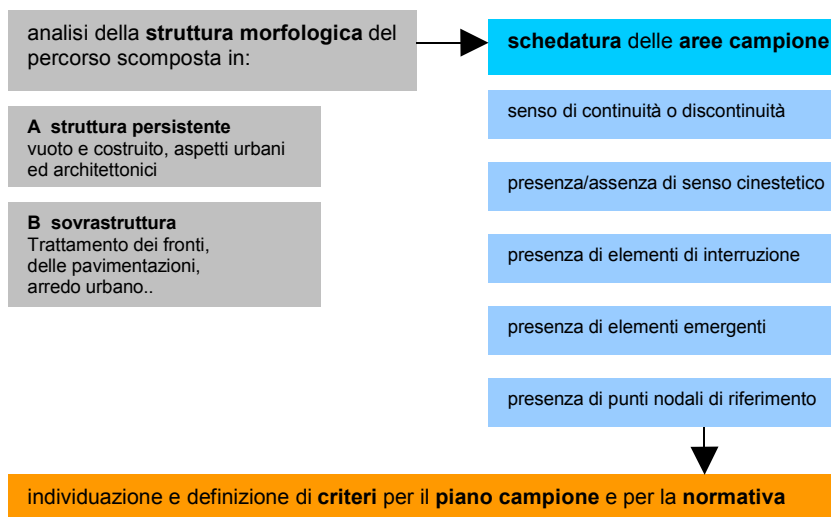 analisi della struttura morfologica del
percorso scomposta in:
schedatura delle aree campione
A struttura persistente
vuoto e costruito, aspetti urbani
ed architettonici
B sovrastruttura
Trattamento dei fronti,
delle pavimentazioni,
arredo urbano..
senso di continuità o discontinuità
presenza/assenza di senso cinestetico
presenza di elementi di interruzione
presenza di elementi emergenti
presenza di punti nodali di riferimento
individuazione e definizione di criteri per il piano campione e per la normativa